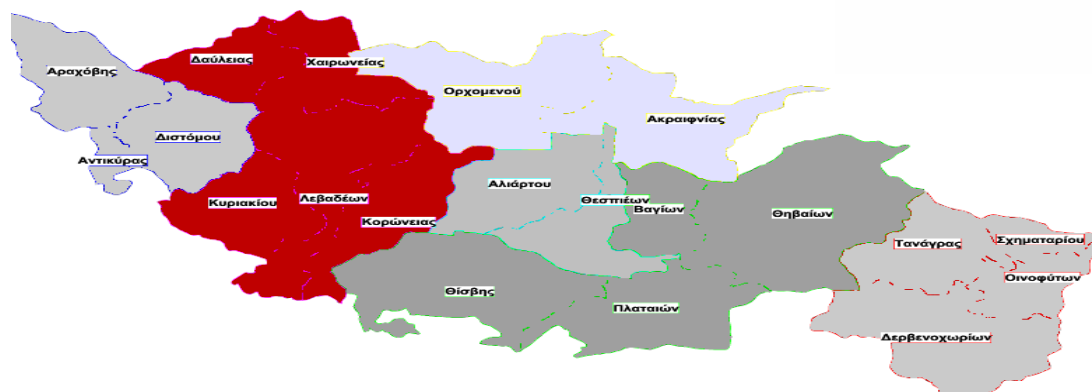 Αραχόβης
Δαύλειας
Χαιρωνείας
Ορχομενού
Ακραιφνίας
Διστόμου
Αντικύρας
Κυριακίου
Λεβαδέων
Κορώνειας
Αλιάρτου
Θεσπιέων
Βαγίων
Θηβαίων
Τανάγρας
Σχηματαρίου
Οινοφύτων
Θίσβης
Πλαταιών
Δερβενοχωρίων